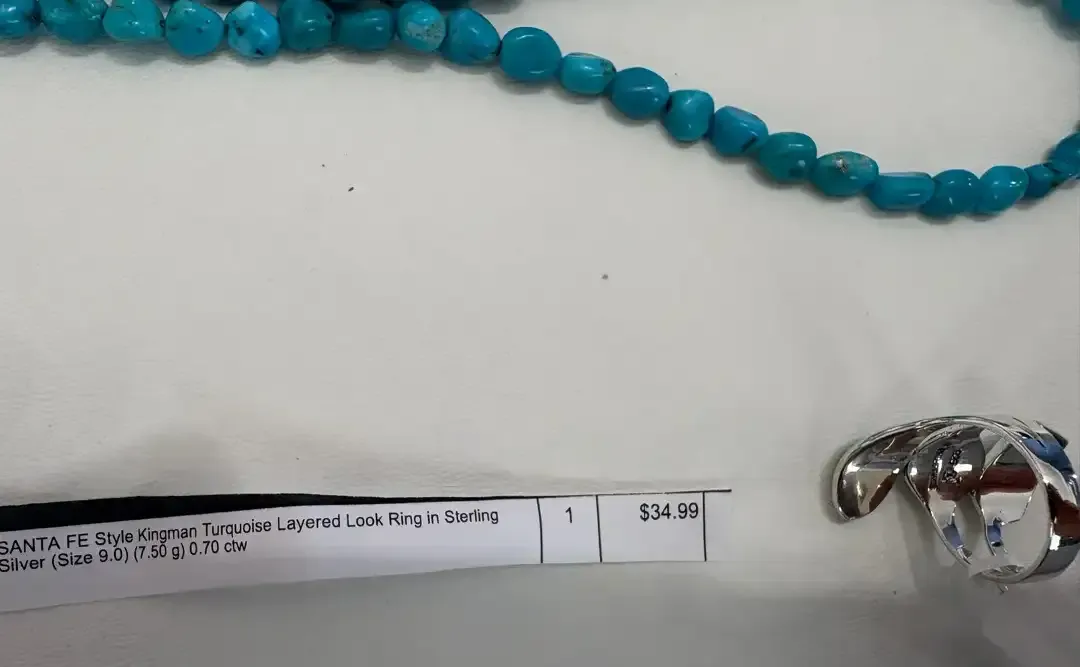 SANTA FE Style Kingman Turquoise Layered Look Ring in Sterling
Silver (Size 9.0) (7.50 g) 0.70 ctw
1
$34.99